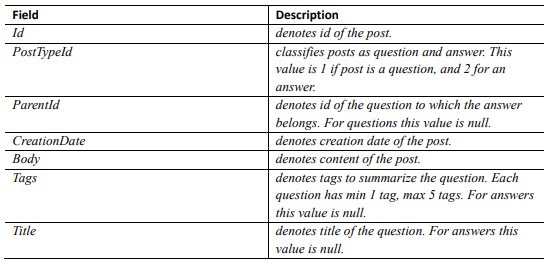 Field Description
Id denotes id of the post.
PostTypeId classifies posts as question and answer. This
value is 1 if post is a question, and 2 for an
answer.
ParentId denotes id of the question to which the answer
belongs. For questions this value is null.
CreationDate denotes creation date of the post.
Body denotes content of the post.
Tags denotes tags to summarize the question. Each
question has min 1 tag, max 5 tags. For answers
this value is null.
Title denotes title of the question. For answers this
value is null.